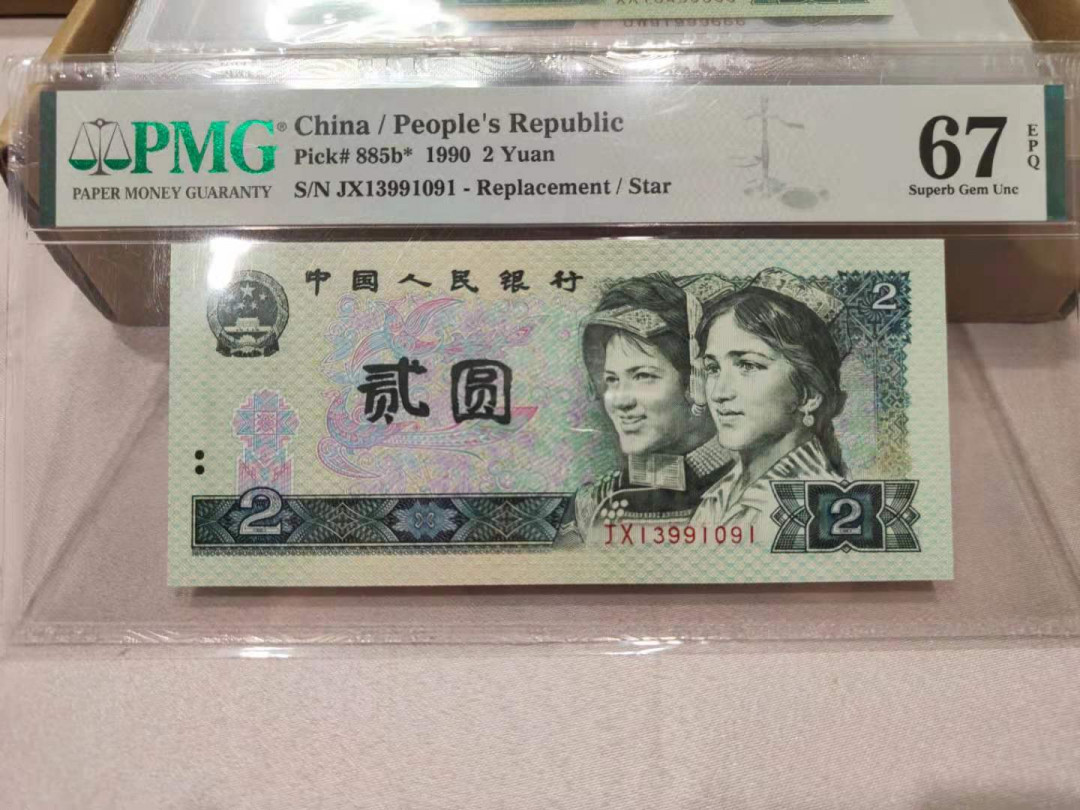 PMG®
PAPER MONEY GUARANTY
China / People's Republic
Pick# 885b* 1990 2 Yuan
S/N JX13991091 - Replacement / Star
67
EPQ
Superb Gem Unc
中国人民银行
2
贰圆
2
2
JX13991091